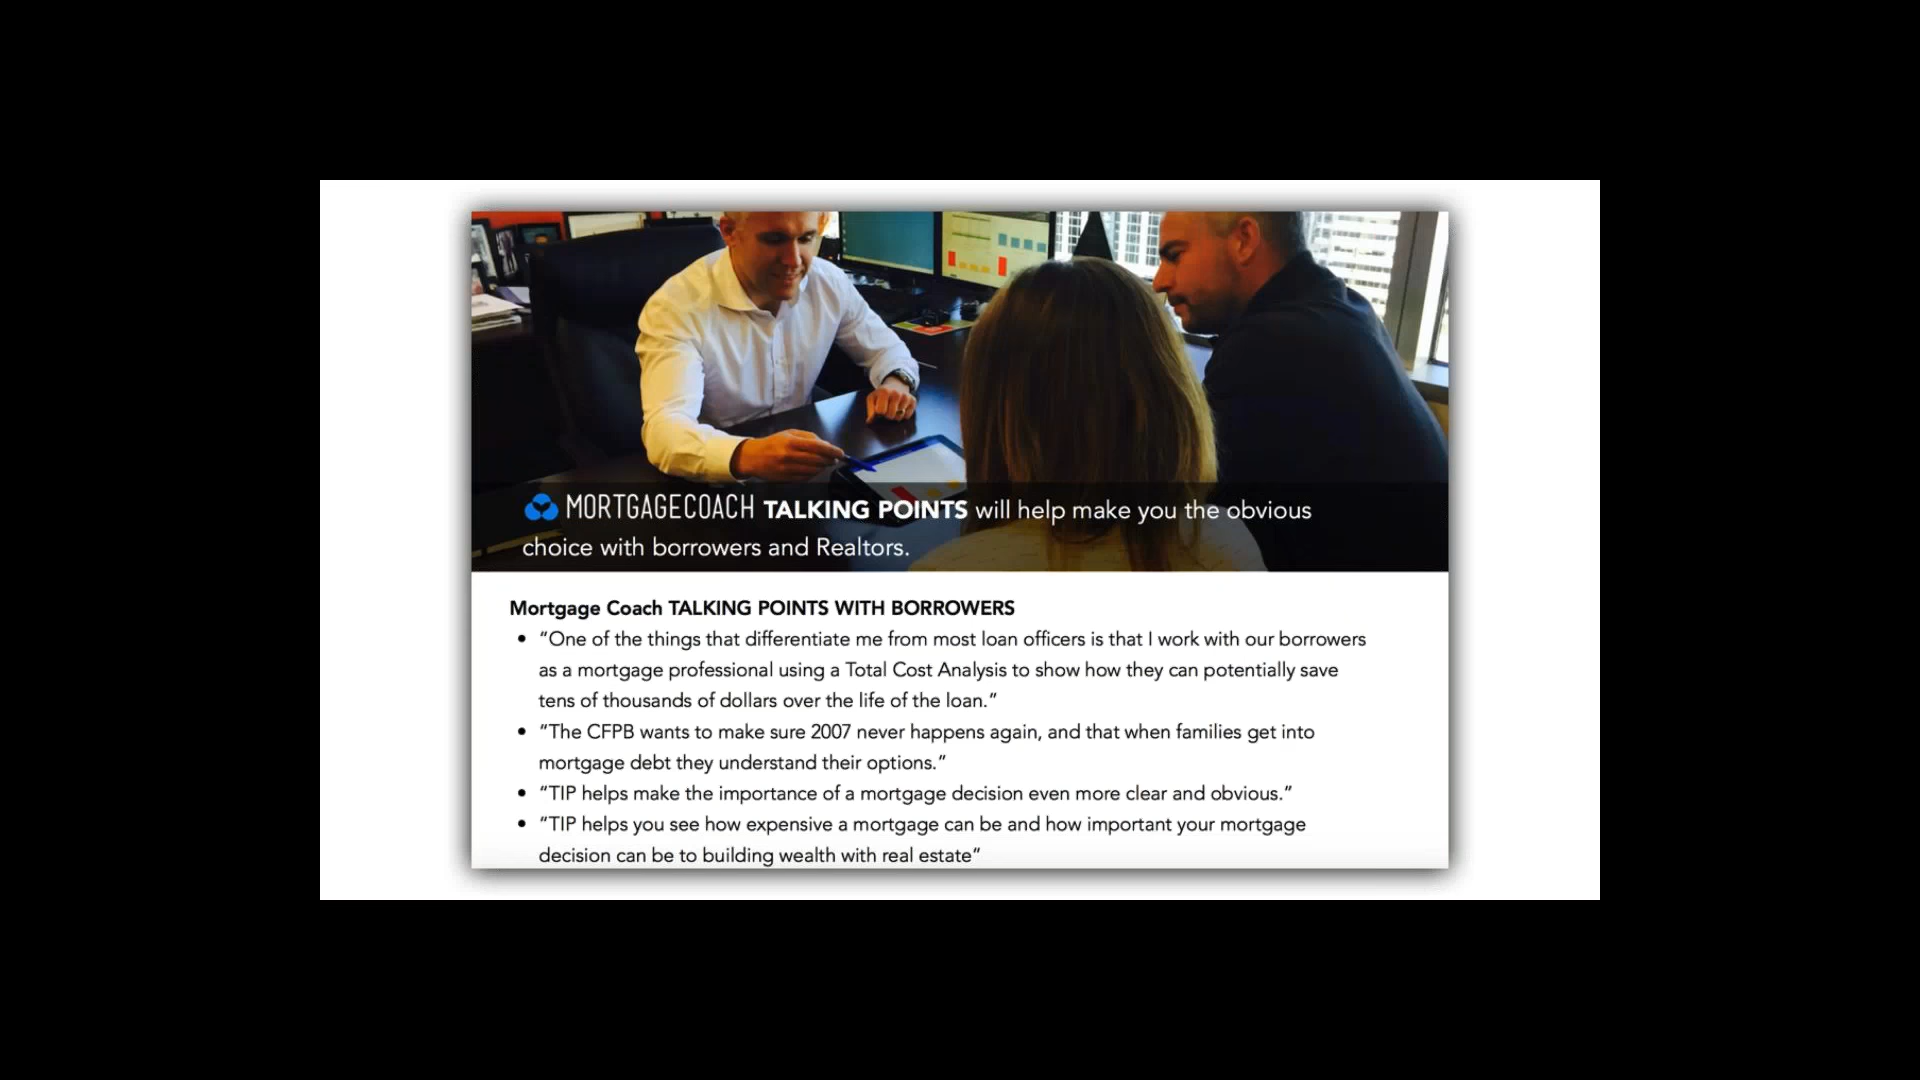 MORTGAGECOACH TALKING POINTS will help make you the obvious
choice with borrowers and Realtors.
Mortgage Coach TALKING POINTS WITH BORROWERS
• “One of the things that differentiate me from most loan officers is that I work with our borrowers
as a mortgage professional using a Total Cost Analysis to show how they can potentially save
tens of thousands of dollars over the life of the loan.”
• “The CFPB wants to make sure 2007 never happens again, and that when families get into
mortgage debt they understand their options.”
• “TIP helps make the importance of a mortgage decision even more clear and obvious.”
• “TIP helps you see how expensive a mortgage can be and how important your mortgage
decision can be to building wealth with real estate”